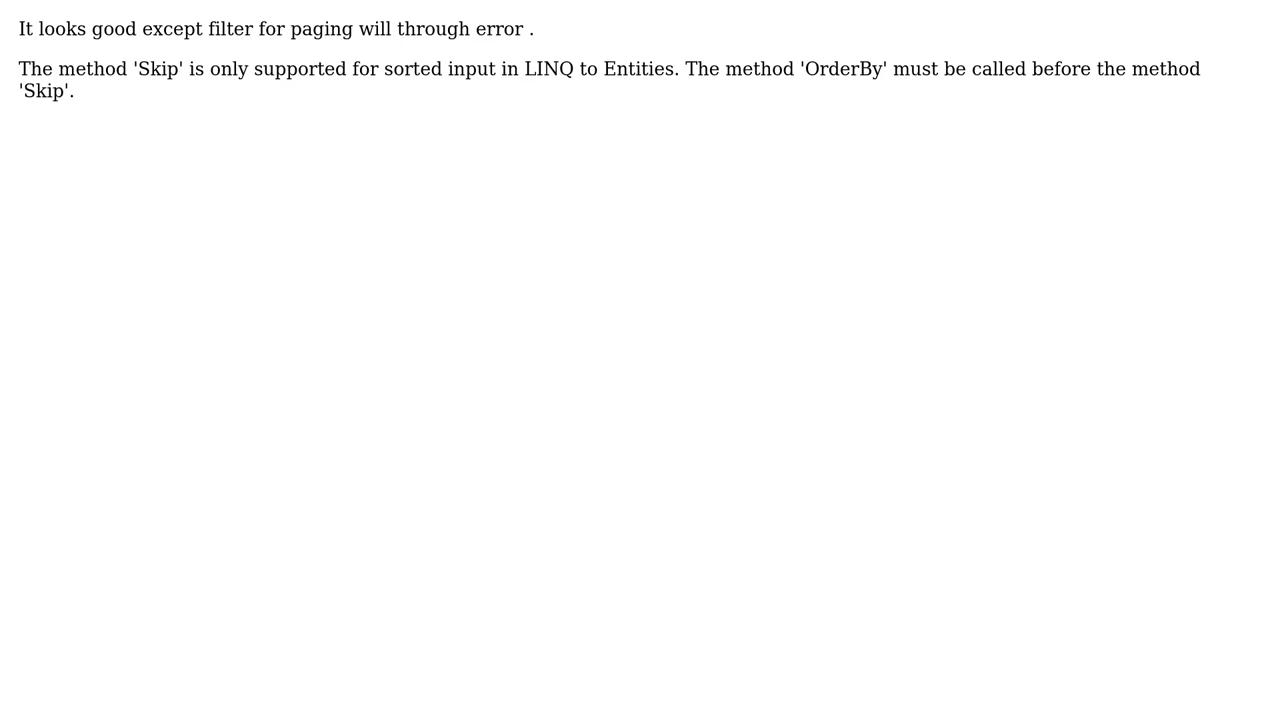 It looks good except filter for paging will through error .
The method 'Skip' is only supported for sorted input in LINQ to Entities. The method 'OrderBy' must be called before the method
'Skip'.